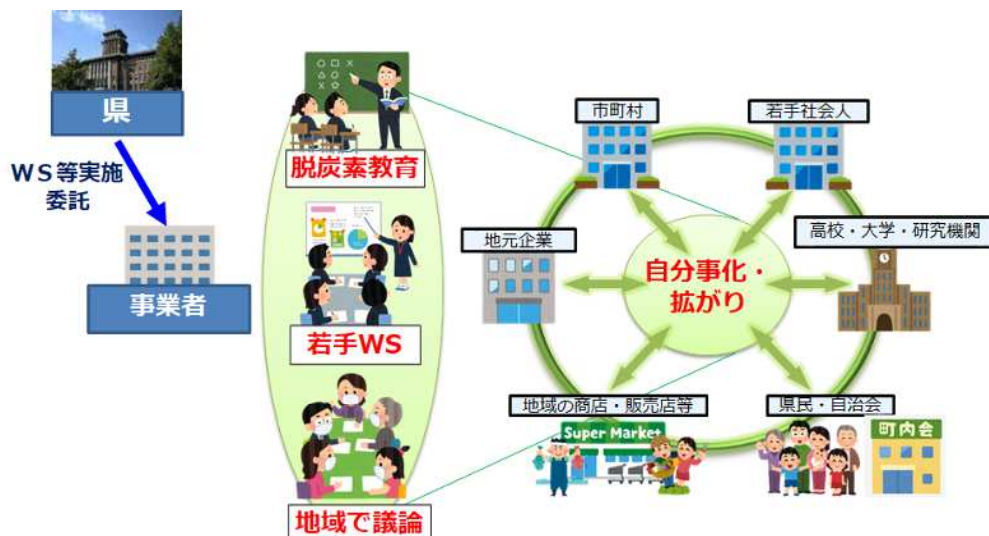 県
WS等実施
委託
事業者
脱炭素教育
若手WS
地域で議論
市町村
若手社会人
地元企業
高校・大学・研究機関
自分事化・
拡がり
地域の商店・販売店等
県民・自治会
Super Market
町内会